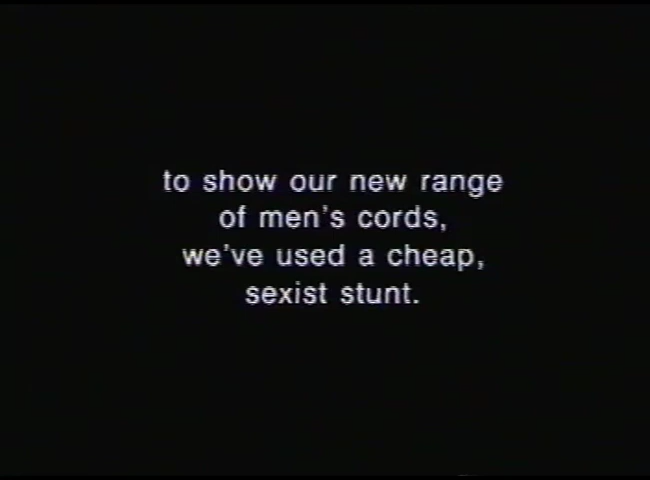 to show our new range
of men's cords,
we've used a cheap,
sexist stunt.